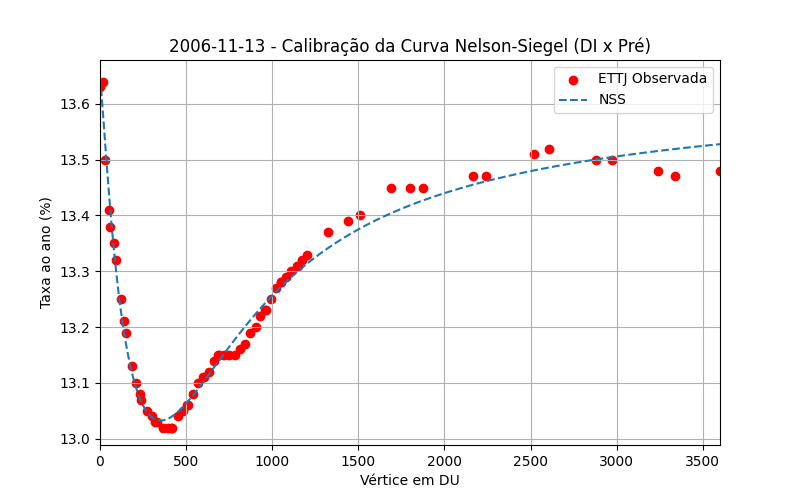 2006-11-13 - Calibração da Curva Nelson-Siegel (DI x Pré)
ETTJ Observada
NSS
Taxa ao ano (%)
13.6
13.5
13.4
13.3
13.2
13.1
13.0
0 500 1000 1500 2000 2500 3000 3500
Vértice em DU